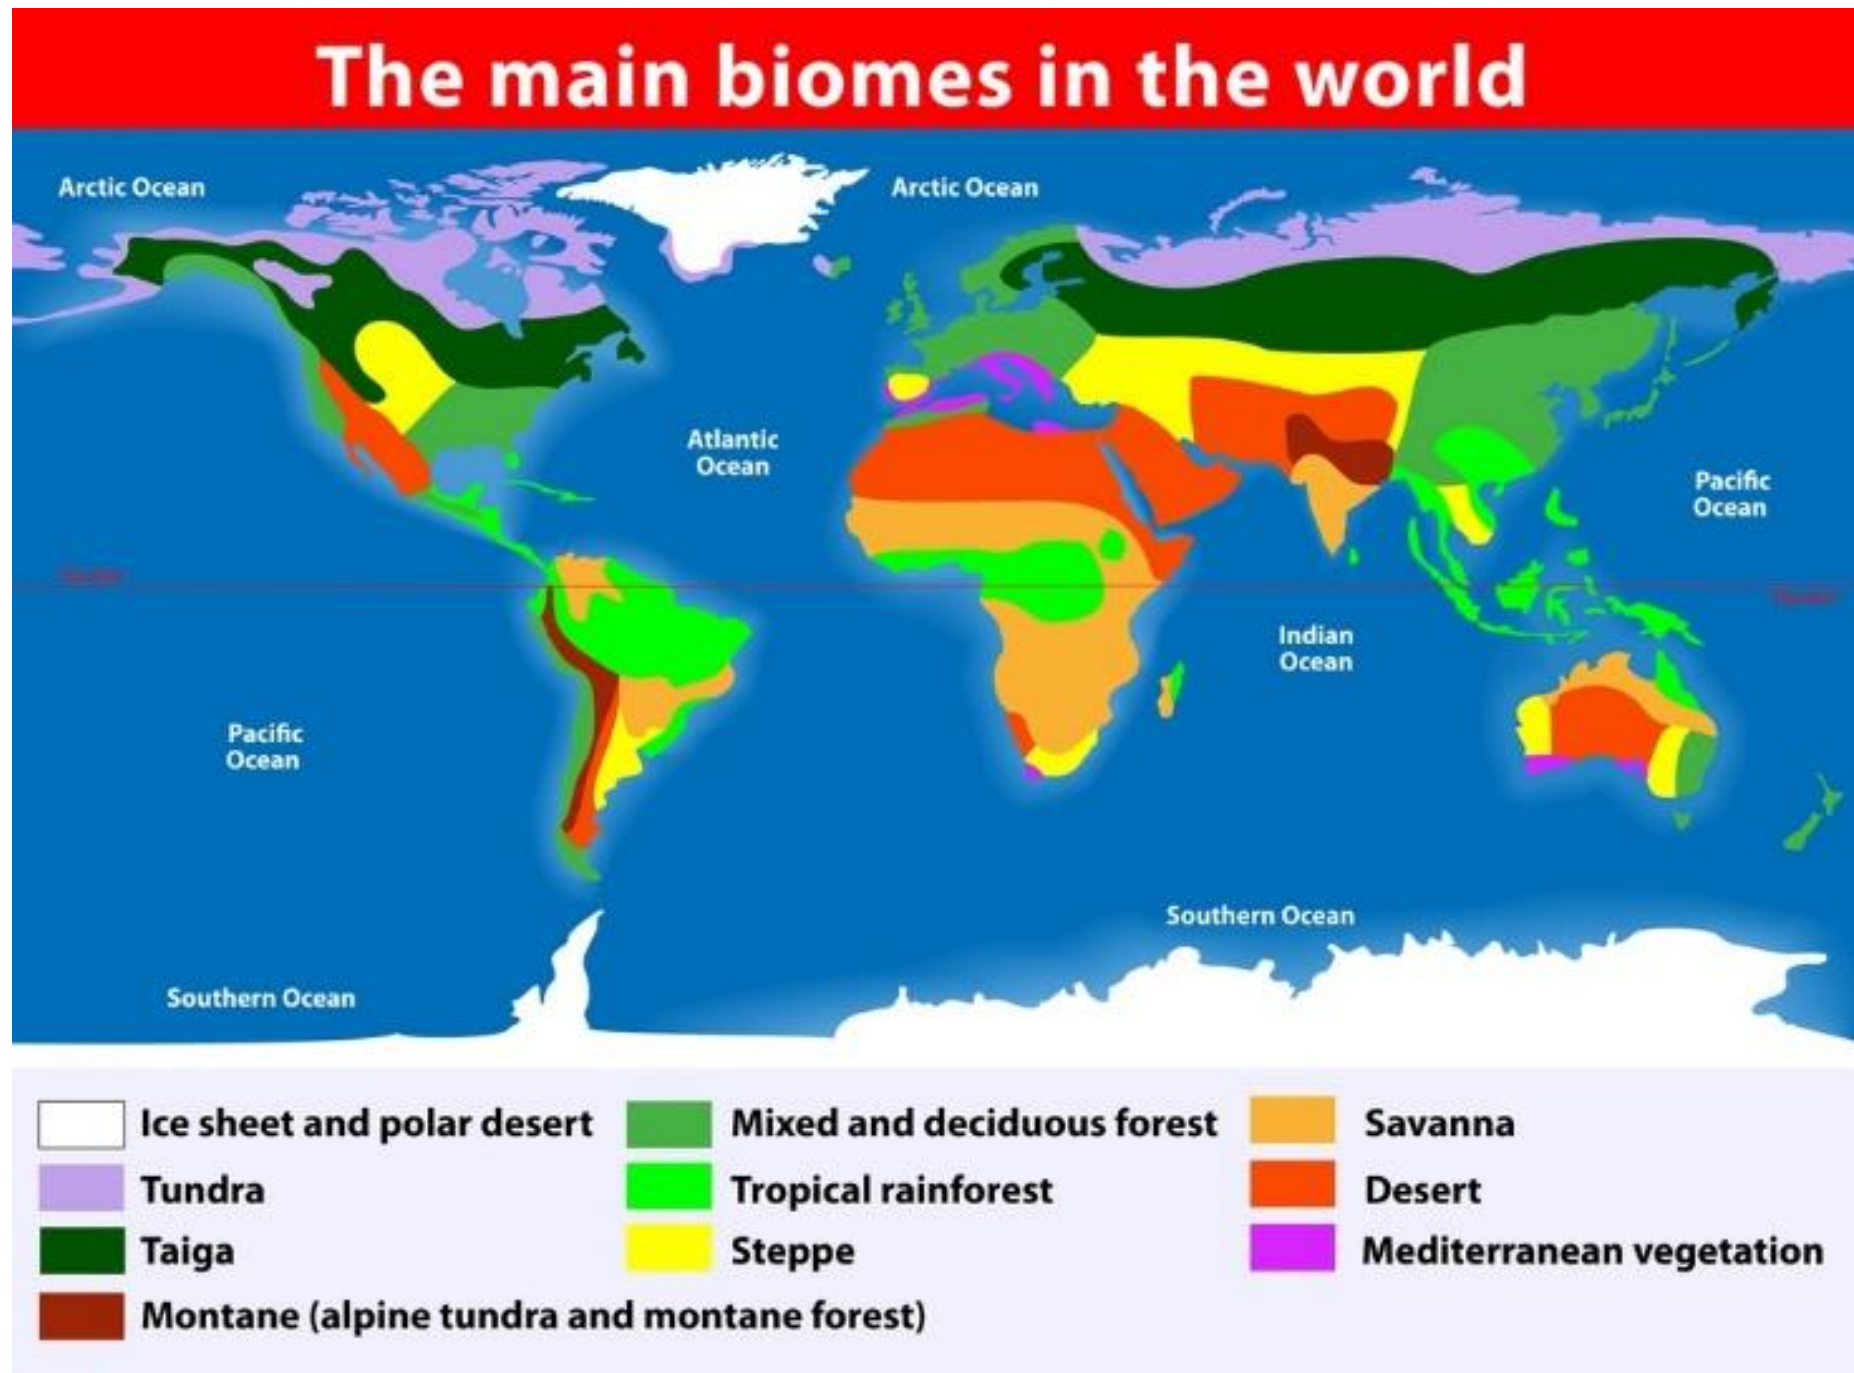 The main biomes in the world
Arctic Ocean
Arctic Ocean
Atlantic
Ocean
Pacific
Ocean
Indian
Ocean
Pacific
Ocean
Southern Ocean
Southern Ocean
Ice sheet and polar desert
Mixed and deciduous forest
Savanna
Tundra
Tropical rainforest
Desert
Taiga
Steppe
Mediterranean vegetation
Montane (alpine tundra and montane forest)